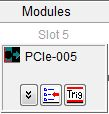 Modules
Slot 5
PCIe-005
Trig